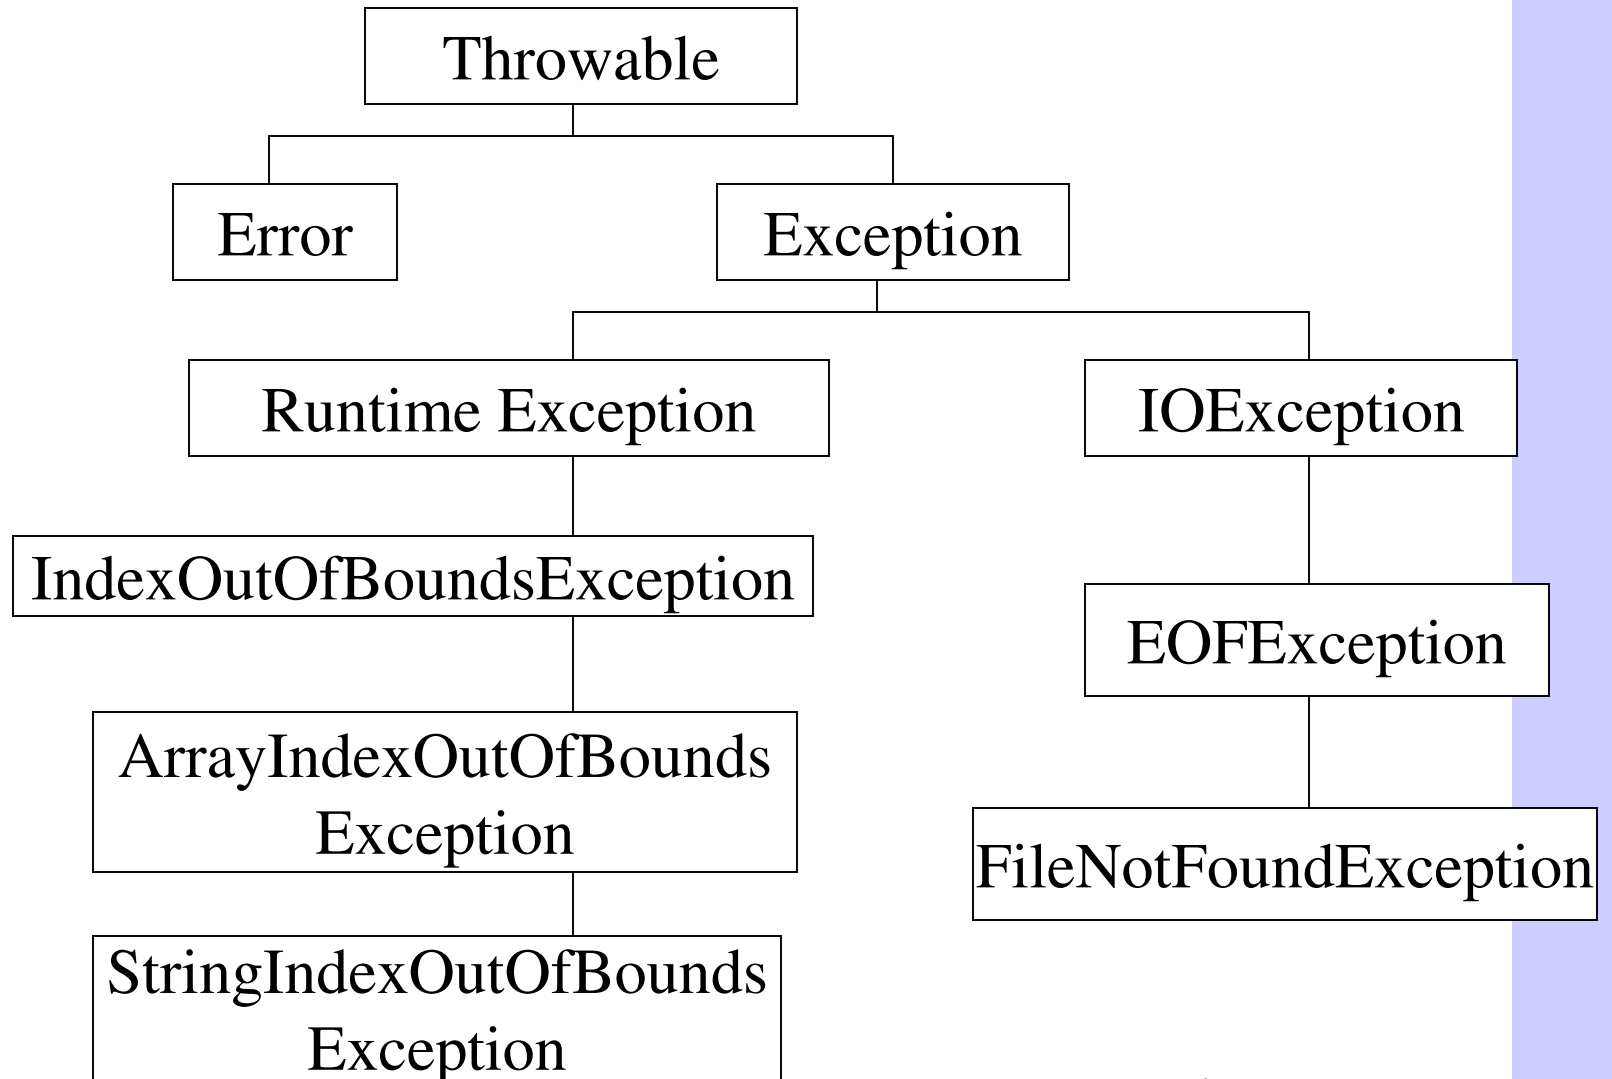 Throwable
Error
Exception
Runtime Exception
IOException
IndexOutOfBoundsException
EOFException
ArrayIndexOutOfBounds
Exception
FileNotFoundException
StringIndexOutOfBounds
Exception